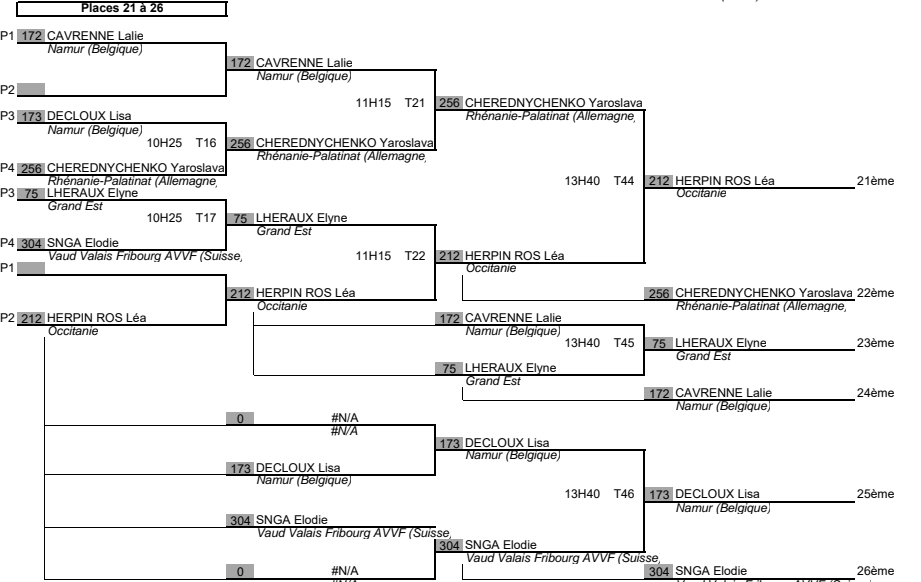 Places 21 à 26
P1 172 CAVRENNE Lalie
Namur (Belgique)
172 CAVRENNE Lalie
Namur (Belgique)
P2
11H15 T21 256 CHEREDNYCHENKO Yaroslava
Rhénanie-Palatinat (Allemagne,
P3 173 DECLOUX Lisa
Namur (Belgique)
10H25 T16 256 CHEREDNYCHENKO Yaroslava
Rhénanie-Palatinat (Allemagne,
P4 256 CHEREDNYCHENKO Yaroslava
Rhénanie-Palatinat (Allemagne,
13H40 T44 212 HERPIN ROS Léa 21ème
Occitanie
P3 75 LHERAUX Elyne
Grand Est
10H25 T17 75 LHERAUX Elyne
Grand Est
P4 304 SNGA Elodie
Vaud Valais Fribourg AVVF (Suisse,
11H15 T22 212 HERPIN ROS Léa
Occitanie
P1
212 HERPIN ROS Léa
Occitanie
256 CHEREDNYCHENKO Yaroslava 22ème
Rhénanie-Palatinat (Allemagne,
P2 212 HERPIN ROS Léa
Occitanie
172 CAVRENNE Lalie
Namur (Belgique)
13H40 T45 75 LHERAUX Elyne 23ème
Grand Est
75 LHERAUX Elyne
Grand Est
172 CAVRENNE Lalie 24ème
Namur (Belgique)
0 #N/A
#N/A
173 DECLOUX Lisa
Namur (Belgique)
173 DECLOUX Lisa
Namur (Belgique)
13H40 T46 173 DECLOUX Lisa 25ème
Namur (Belgique)
304 SNGA Elodie
Vaud Valais Fribourg AVVF (Suisse,
304 SNGA Elodie
Vaud Valais Fribourg AVVF (Suisse,
0 #N/A
304 SNGA Elodie 26ème